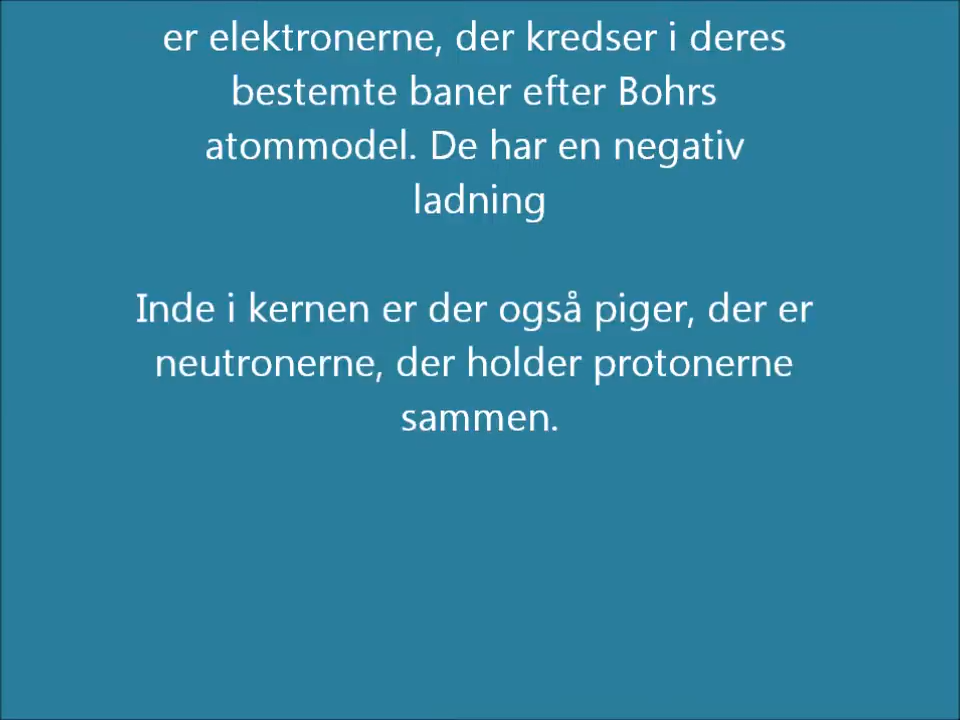 er elektronerne, der kredser i deres
bestemte baner efter Bohrs
atommodel. De har en negativ
ladning
Inde i kernen er der også piger, der er
neutronerne, der holder protonerne
sammen.